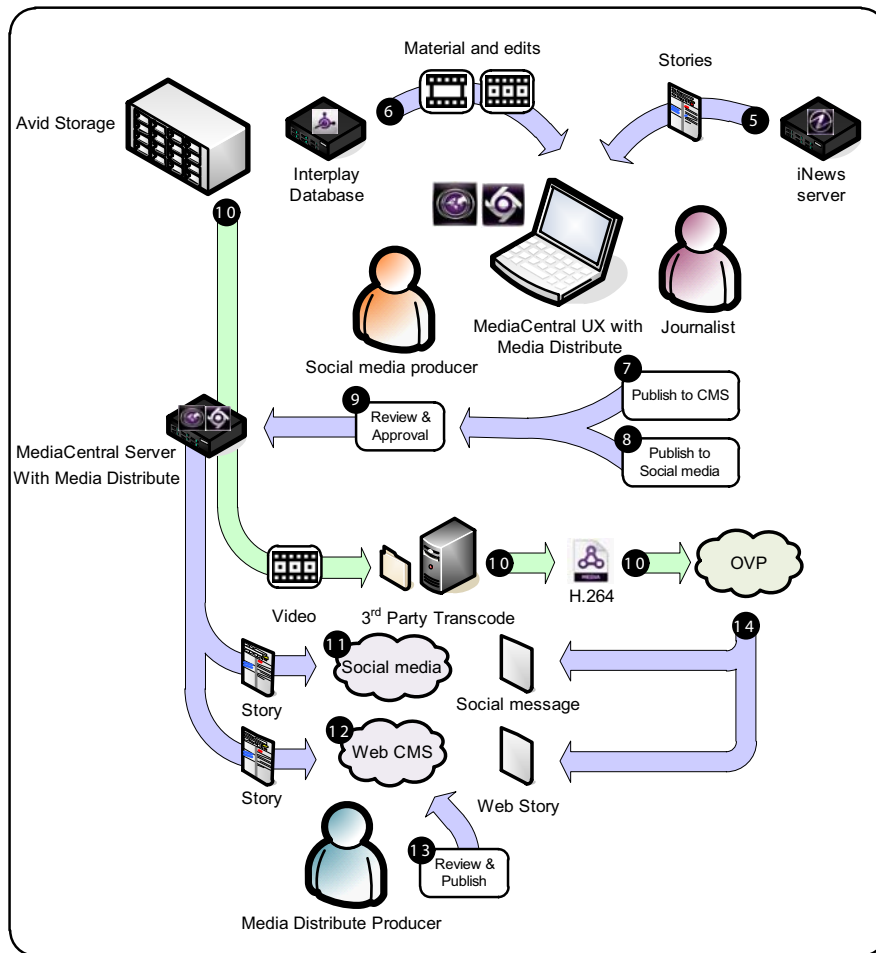 Material and edits
Stories
6
5
Avid Storage
Interplay
Database
iNews
server
10
MediaCentral UX with
Media Distribute
Journalist
Social media producer
7
Publish to CMS
9
Review &
Approval
8
Publish to
Social media
MediaCentral Server
With Media Distribute
10
10
OVP
MEDIA
H.264
Video
3rd Party Transcode
14
11
Social media
Story
Social message
12
Web CMS
Story
Web Story
13
Review &
Publish
Media Distribute Producer